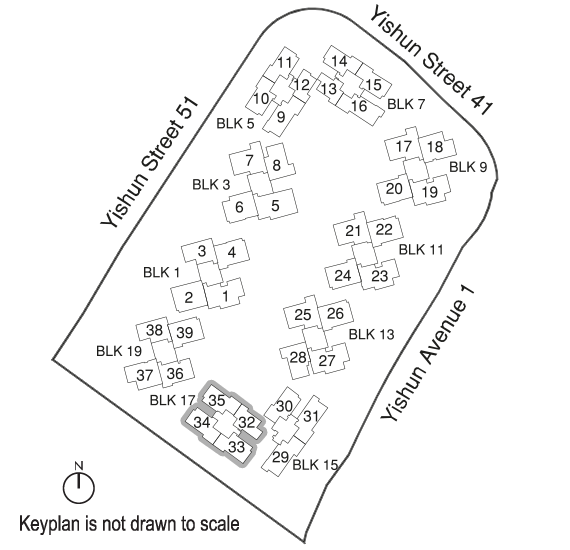 Yishun Street 41
Yishun Street 51
Yishun Avenue 1
11
12
10
9
BLK 5
14
15
13
16
BLK 7
7
8
BLK 3
6
5
17
18
BLK 9
20
19
21
22
BLK 11
24
23
3
4
BLK 1
2
1
25
26
BLK 13
28
27
38
39
BLK 19
37
36
BLK 17
35
34
32
33
30
31
29
BLK 15
N
Keyplan is not drawn to scale